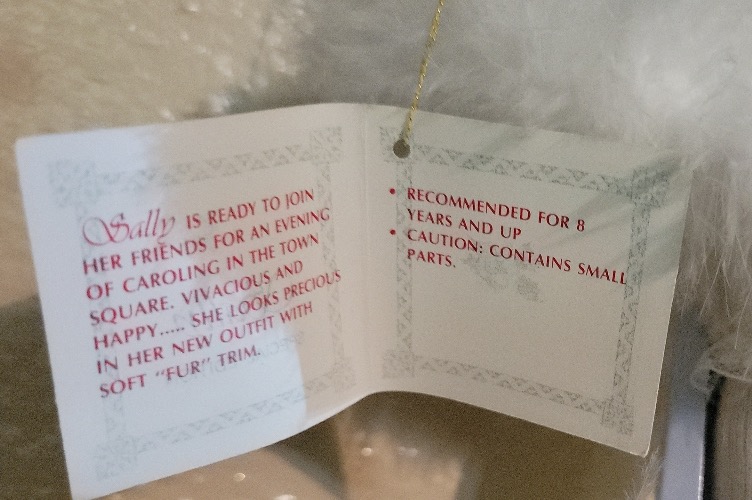 Sally IS READY TO JOIN
HER FRIENDS FOR AN EVENING
OF CAROLING IN THE TOWN
SQUARE. VIVACIOUS AND
HAPPY..... SHE LOOKS PRECIOUS
IN HER NEW OUTFIT WITH
SOFT "FUR" TRIM.
• RECOMMENDED FOR 8
YEARS AND UP
• CAUTION: CONTAINS SMALL
PARTS.